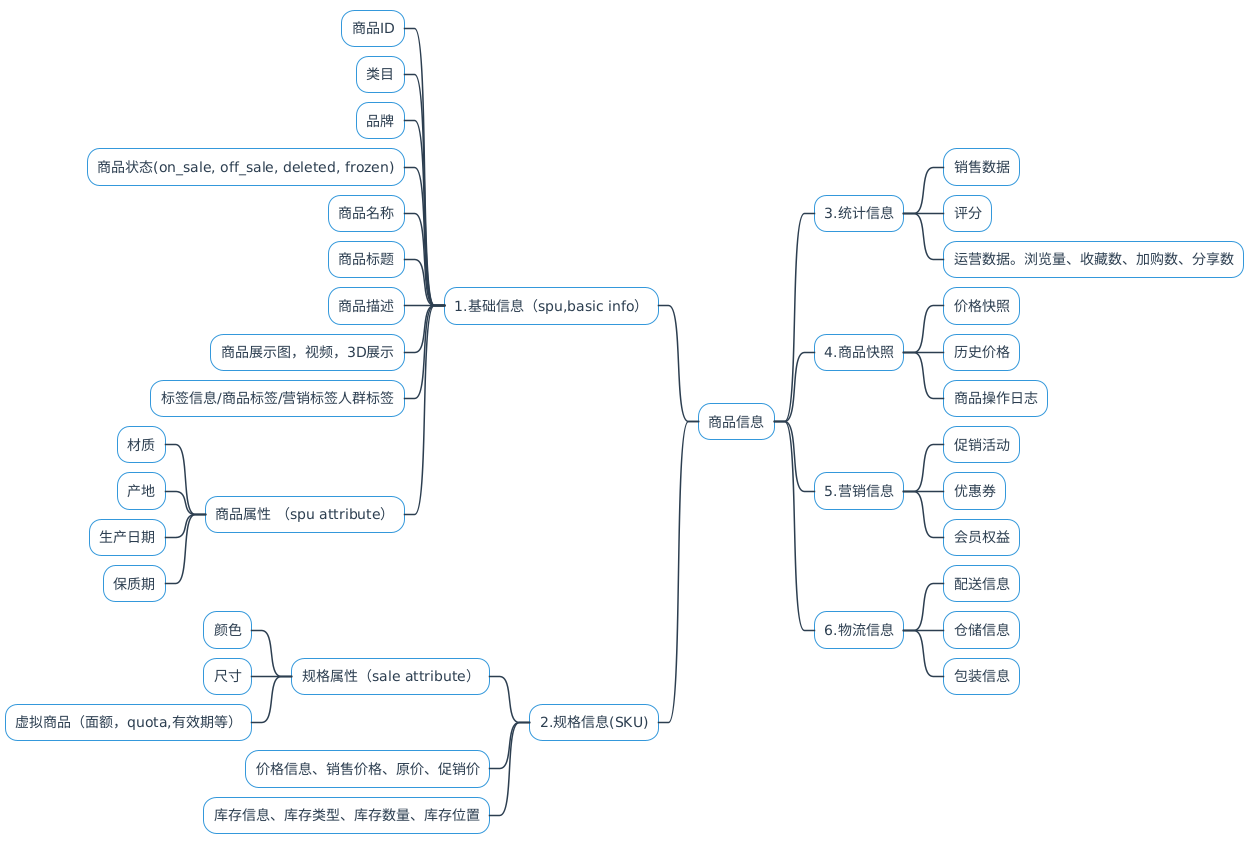 商品信息
1.基础信息（spu,basic info）
商品ID
类目
品牌
商品状态(on_sale, off_sale, deleted, frozen)
商品名称
商品标题
商品描述
商品展示图，视频，3D展示
标签信息/商品标签/营销标签人群标签
商品属性 （spu attribute）
材质
产地
生产日期
保质期
2.规格信息(SKU)
规格属性（sale attribute）
颜色
尺寸
虚拟商品（面额，quota,有效期等）
价格信息、销售价格、原价、促销价
库存信息、库存类型、库存数量、库存位置
3.统计信息
销售数据
评分
运营数据。浏览量、收藏数、加购数、分享数
4.商品快照
价格快照
历史价格
商品操作日志
5.营销信息
促销活动
优惠券
会员权益
6.物流信息
配送信息
仓储信息
包装信息